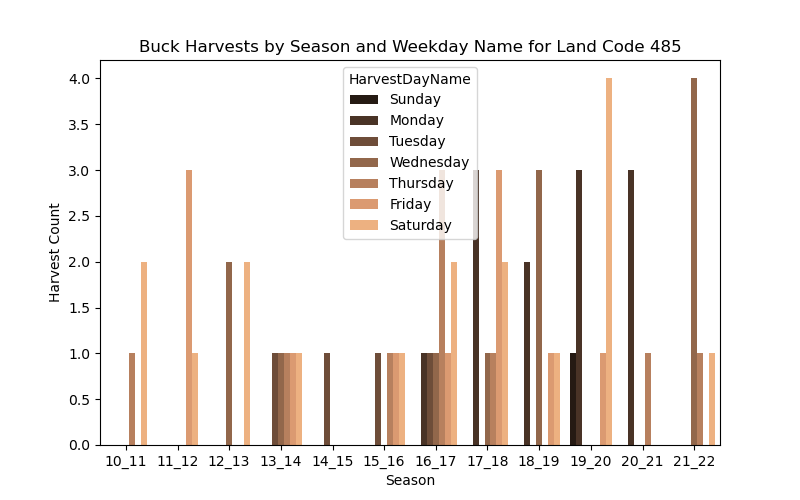 Buck Harvests by Season and Weekday Name for Land Code 485
HarvestDayName
Sunday
Monday
Tuesday
Wednesday
Thursday
Friday
Saturday
Harvest Count
4.0
3.5
3.0
2.5
2.0
1.5
1.0
0.5
0.0
10_11 11_12 12_13 13_14 14_15 15_16 16_17 17_18 18_19 19_20 20_21 21_22
Season